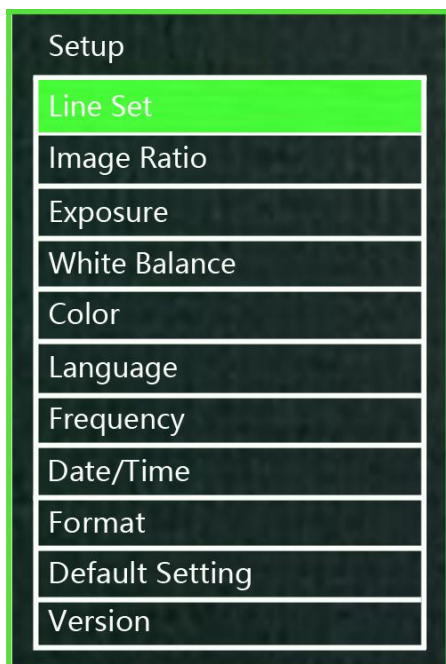 Setup
Line Set
Image Ratio
Exposure
White Balance
Color
Language
Frequency
Date/Time
Format
Default Setting
Version